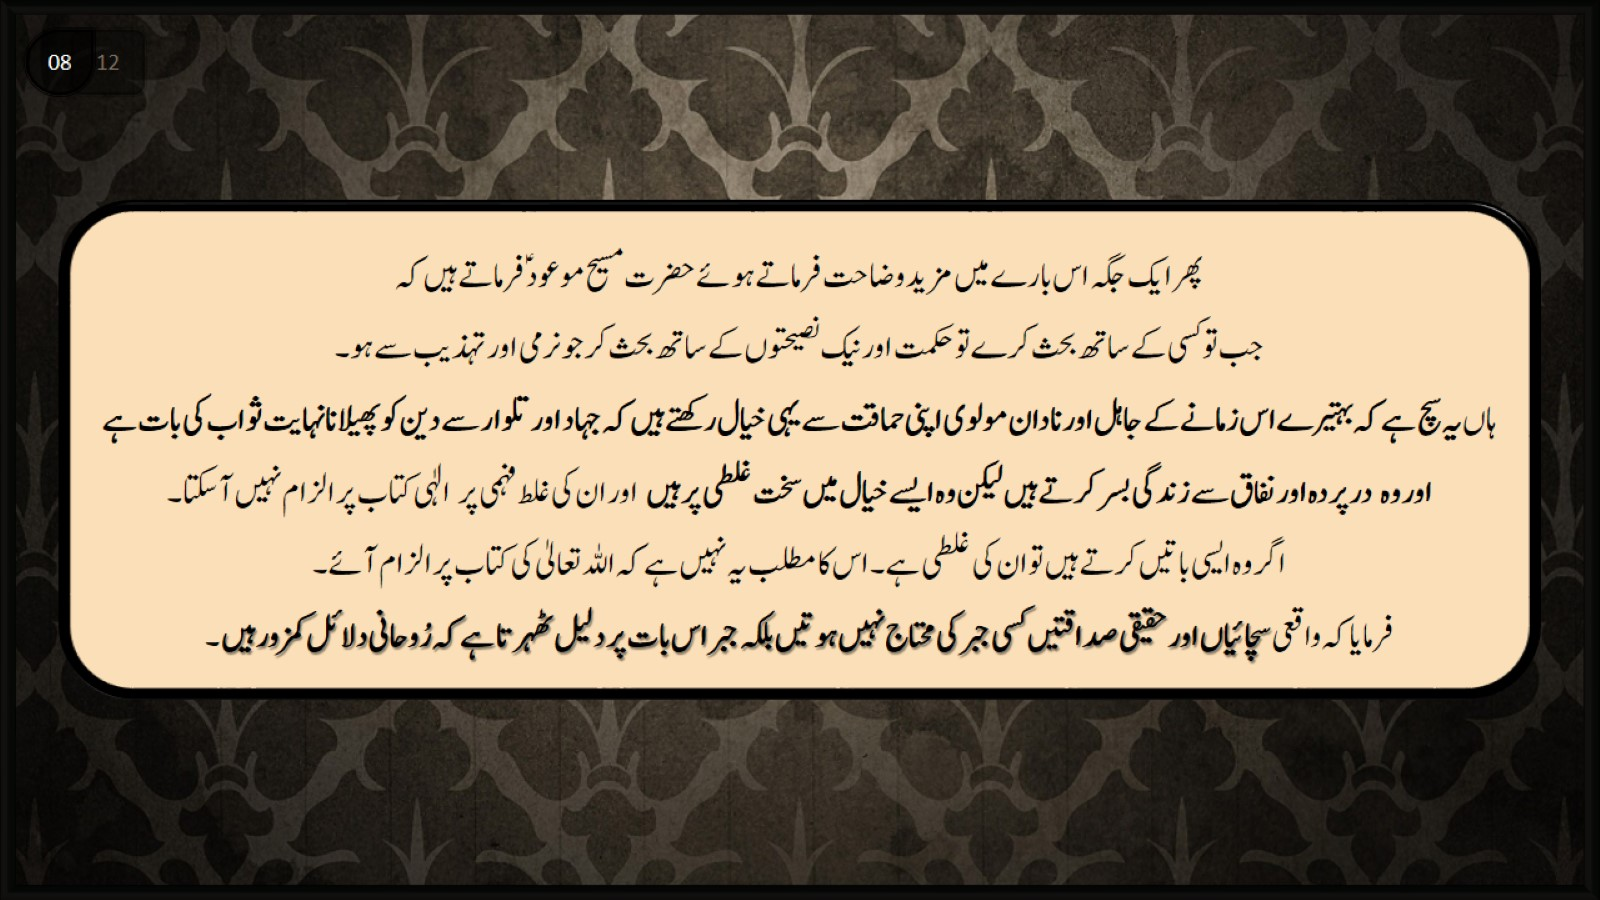 08 12
پھر ایک جگہ اس بارے میں مزید وضاحت فرماتے ہوئے حضرت مسیح موعودؑ فرماتے ہیں کہ
جب تو کسی کے ساتھ بحث کرے تو حکمت اور نیک نصیحتوں کے ساتھ بحث کر جو نرمی اور تہذیب سے ہو۔
ہاں یہ سچ ہے کہ بہتیرے اس زمانے کے جاہل اور نادان مولوی اپنی حماقت سے یہی خیال رکھتے ہیں کہ جہاد اور تلوار سے دین کو پھیلانا نہایت ثواب کی بات ہے
اور وہ درپردہ اور نفاق سے زندگی بسر کرتے ہیں لیکن وہ ایسے خیال میں سخت غلطی پر ہیں اور ان کی غلط فہمی پر الٰہی کتاب پر الزام نہیں آسکتا۔
اگر وہ ایسی باتیں کرتے ہیں تو ان کی غلطی ہے۔ اس کا مطلب یہ نہیں ہے کہ اللہ تعالیٰ کی کتاب پر الزام آئے۔
فرمایا کہ واقعی سچائیاں اور حقیقی صداقتیں کسی جبر کی محتاج نہیں ہوتیں بلکہ جبر اس بات پر دلیل ٹھہرتا ہے کہ رُوحانی دلائل کمزور ہیں۔